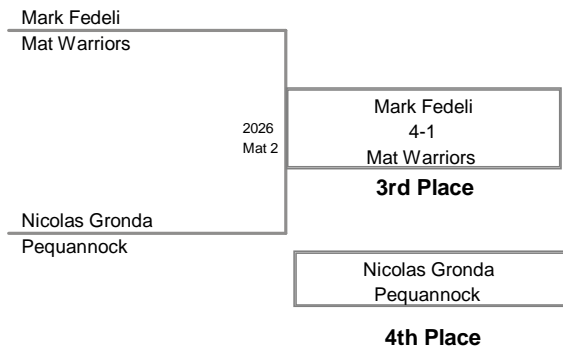 Mark Fedeli
Mat Warriors
2026
Mat 2
Mark Fedeli
4-1
Mat Warriors
3rd Place
Nicolas Gronda
Pequannock
Nicolas Gronda
Pequannock
4th Place